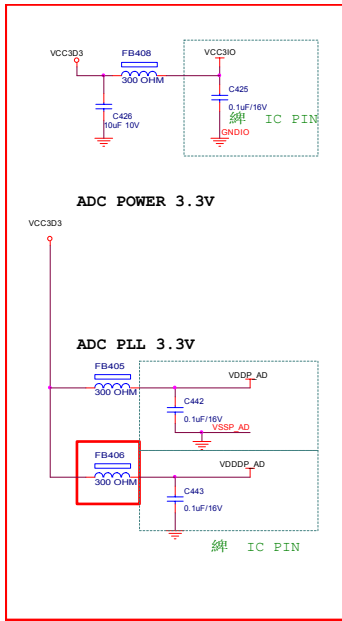 VCC3D3
FB408
300 OHM
VCC3IO
C426
10uF 10V
C425
0.1uF/16V
GNDIO
綍 IC PIN
ADC POWER 3.3V
VCC3D3
ADC PLL 3.3V
FB405
300 OHM
VDDP_AD
C442
0.1uF/16V
VSSP_AD
FB406
300 OHM
VDDDP_AD
C443
0.1uF/16V
綍 IC PIN